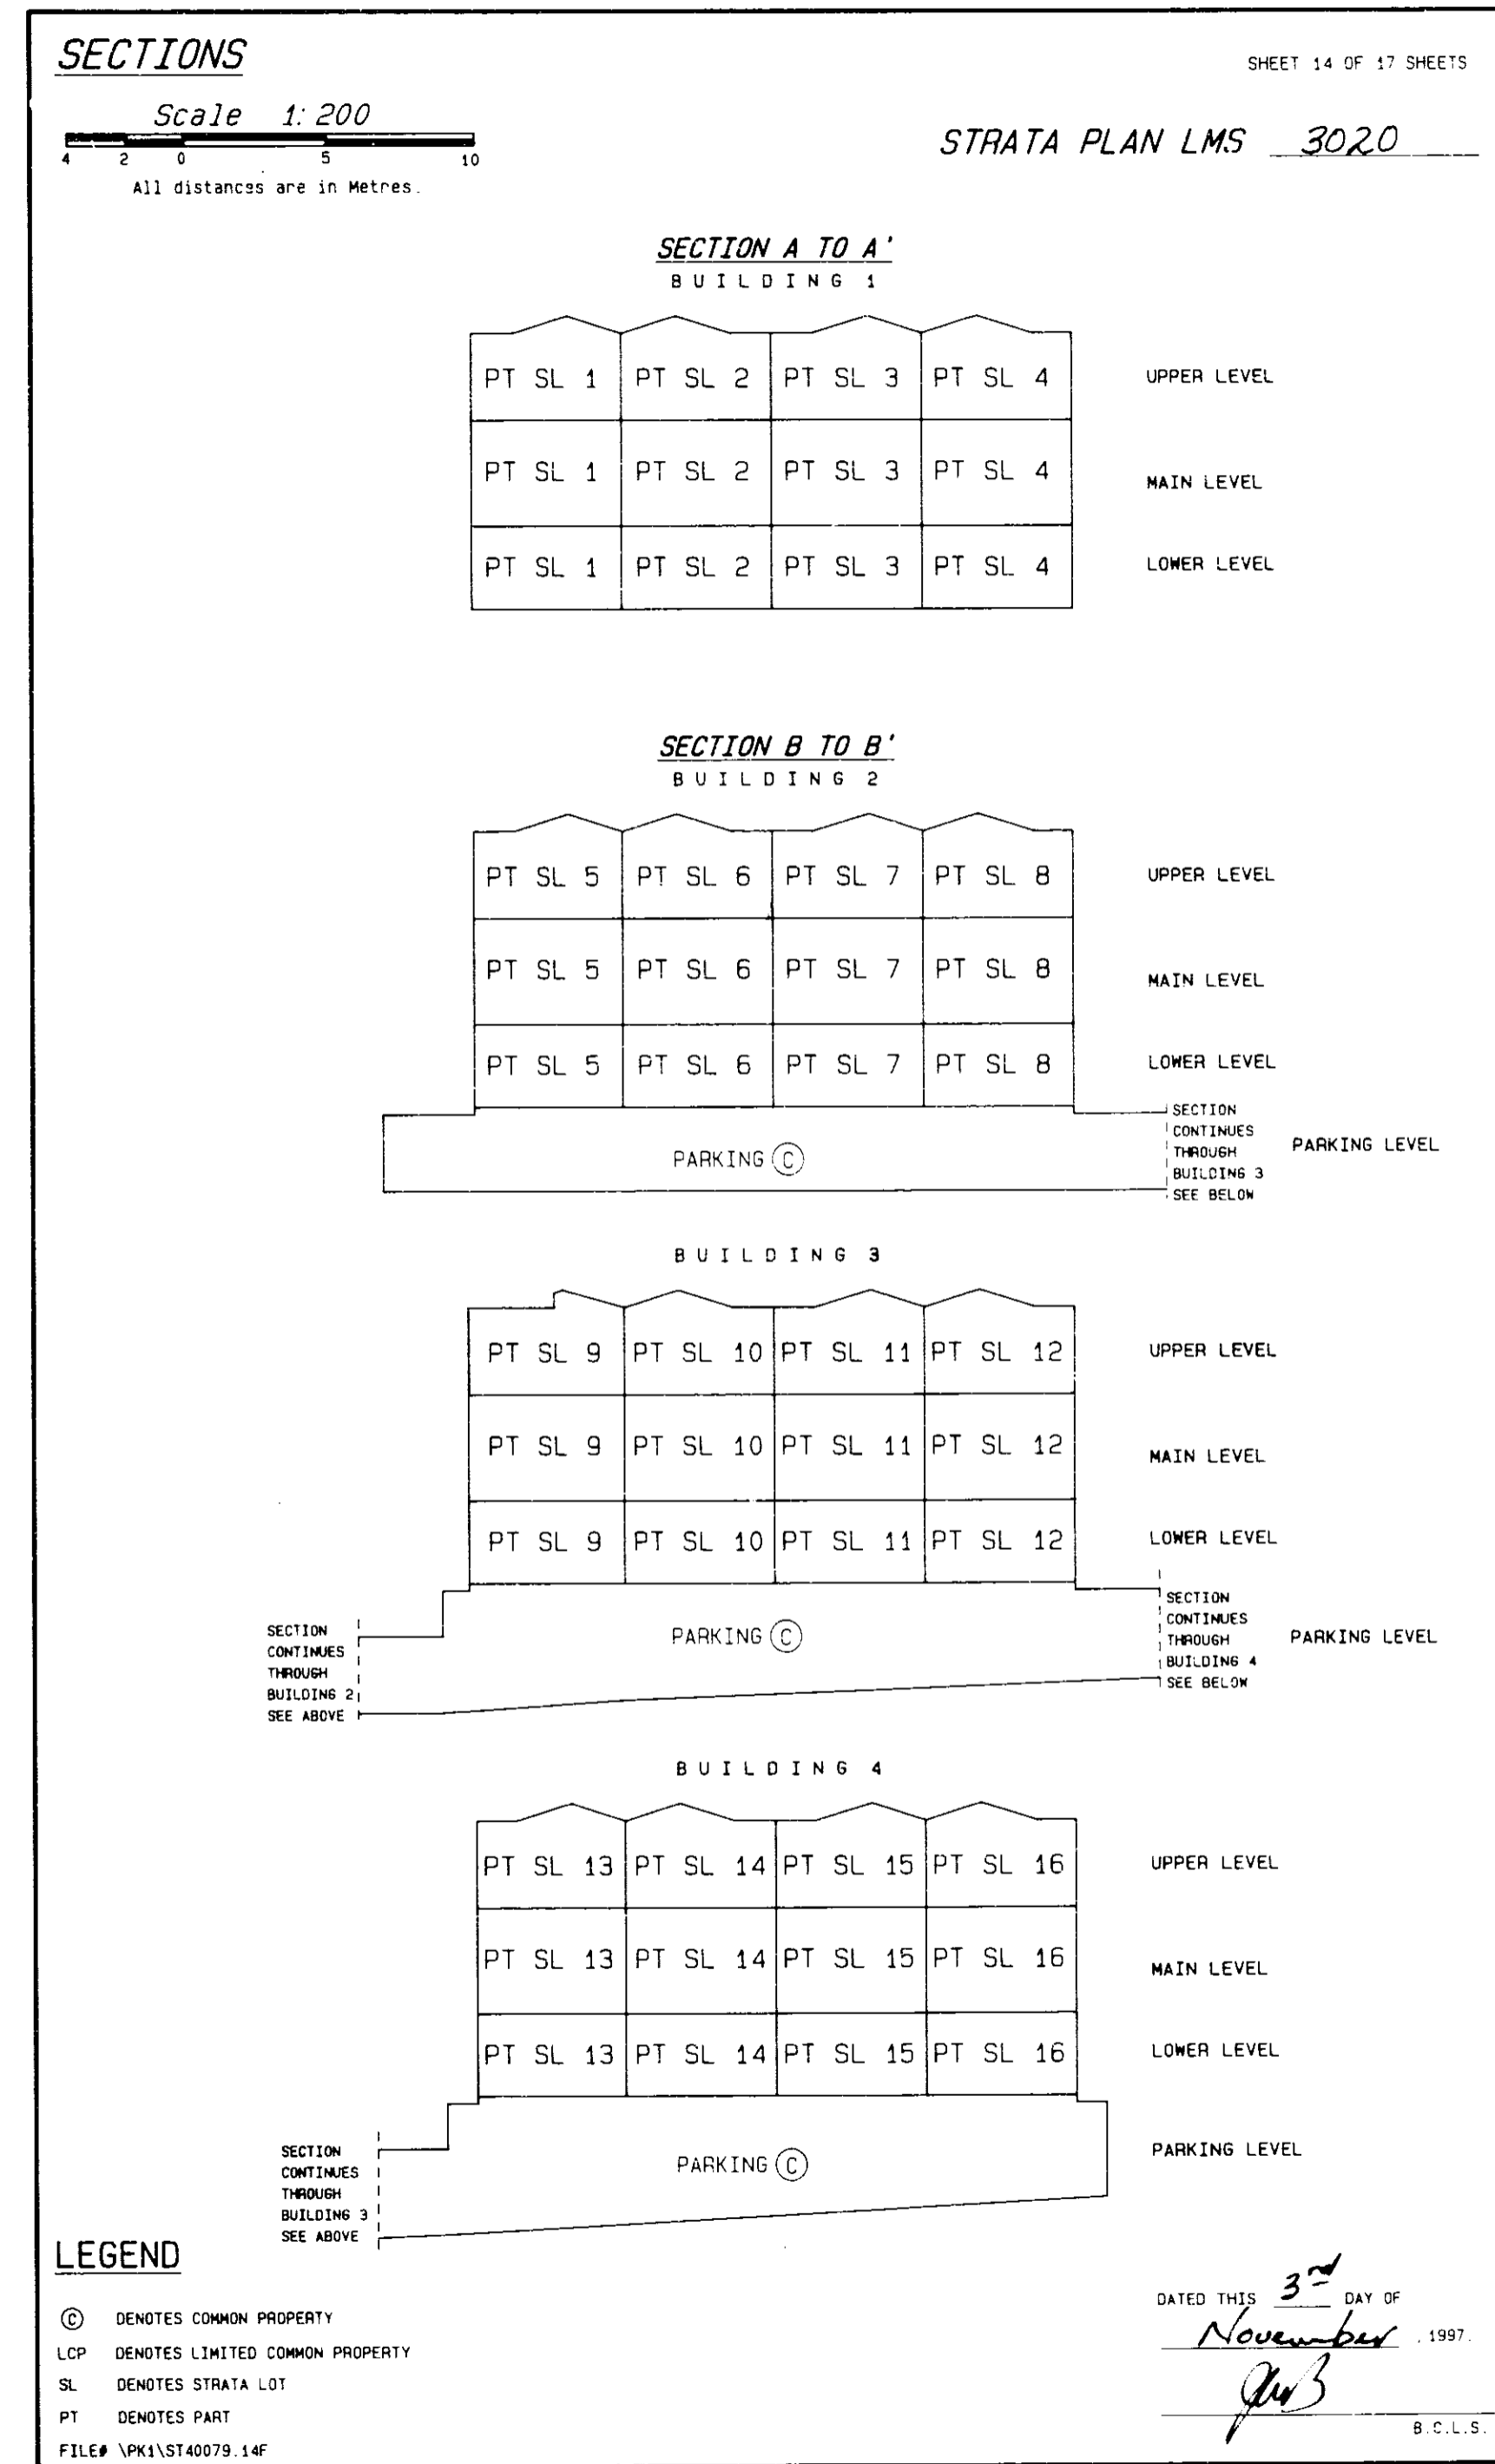 SECTIONS
SHEET 14 OF 17 SHEETS
Scale 1:200
4 2 0 5 10
All distances are in Metres.
STRATA PLAN LMS 3020
SECTION A TO A'
BUILDING 1
PT SL 1 PT SL 2 PT SL 3 PT SL 4 UPPER LEVEL
PT SL 1 PT SL 2 PT SL 3 PT SL 4 MAIN LEVEL
PT SL 1 PT SL 2 PT SL 3 PT SL 4 LOWER LEVEL
SECTION B TO B'
BUILDING 2
PT SL 5 PT SL 6 PT SL 7 PT SL 8 UPPER LEVEL
PT SL 5 PT SL 6 PT SL 7 PT SL 8 MAIN LEVEL
PT SL 5 PT SL 6 PT SL 7 PT SL 8 LOWER LEVEL
PARKING C
SECTION
CONTINUES
THROUGH
BUILDING 3
SEE BELOW
PARKING LEVEL
BUILDING 3
PT SL 9 PT SL 10 PT SL 11 PT SL 12 UPPER LEVEL
PT SL 9 PT SL 10 PT SL 11 PT SL 12 MAIN LEVEL
PT SL 9 PT SL 10 PT SL 11 PT SL 12 LOWER LEVEL
SECTION
CONTINUES
THROUGH
BUILDING 2
SEE ABOVE
PARKING C
SECTION
CONTINUES
THROUGH
BUILDING 4
SEE BELOW
PARKING LEVEL
BUILDING 4
PT SL 13 PT SL 14 PT SL 15 PT SL 16 UPPER LEVEL
PT SL 13 PT SL 14 PT SL 15 PT SL 16 MAIN LEVEL
PT SL 13 PT SL 14 PT SL 15 PT SL 16 LOWER LEVEL
SECTION
CONTINUES
THROUGH
BUILDING 3
SEE ABOVE
PARKING C
PARKING LEVEL
LEGEND
C DENOTES COMMON PROPERTY
LCP DENOTES LIMITED COMMON PROPERTY
SL DENOTES STRATA LOT
PT DENOTES PART
FILE# \PK1\ST40079.14F
DATED THIS 3rd DAY OF
November , 1997.
B.C.L.S.